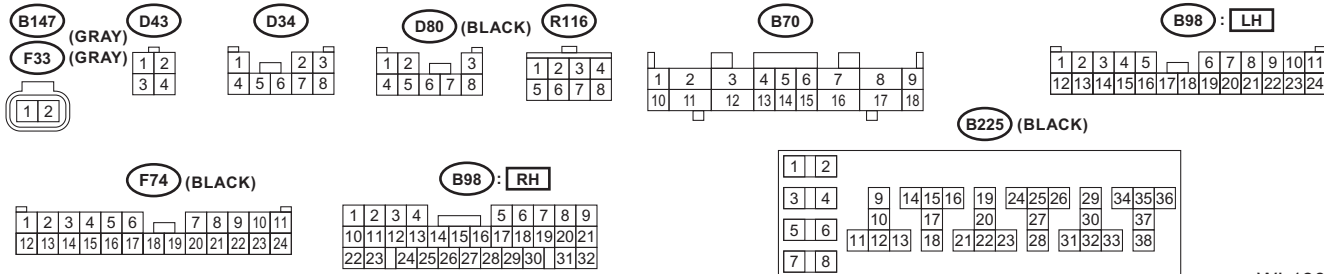 B147 (GRAY)
F33 (GRAY)
1 2
D43
1 2
3 4
D34
1 2 3
4 5 6 7 8
D80 (BLACK)
1 2 3
4 5 6 7 8
R116
1 2 3 4
5 6 7 8
B70
1 2 3 4 5 6 7 8 9
10 11 12 13 14 15 16 17 18
B98 : LH
1 2 3 4 5 6 7 8 9 10 11
12 13 14 15 16 17 18 19 20 21 22 23 24
F74 (BLACK)
1 2 3 4 5 6 7 8 9 10 11
12 13 14 15 16 17 18 19 20 21 22 23 24
B98 : RH
1 2 3 4 5 6 7 8 9
10 11 12 13 14 15 16 17 18 19 20 21
22 23 24 25 26 27 28 29 30 31 32
B225 (BLACK)
1 2
3 4
5 6
7 8
9 14 15 16 19 24 25 26 29 34 35 36
10 17 20 27 30 37
11 12 13 18 21 22 23 28 31 32 33 38